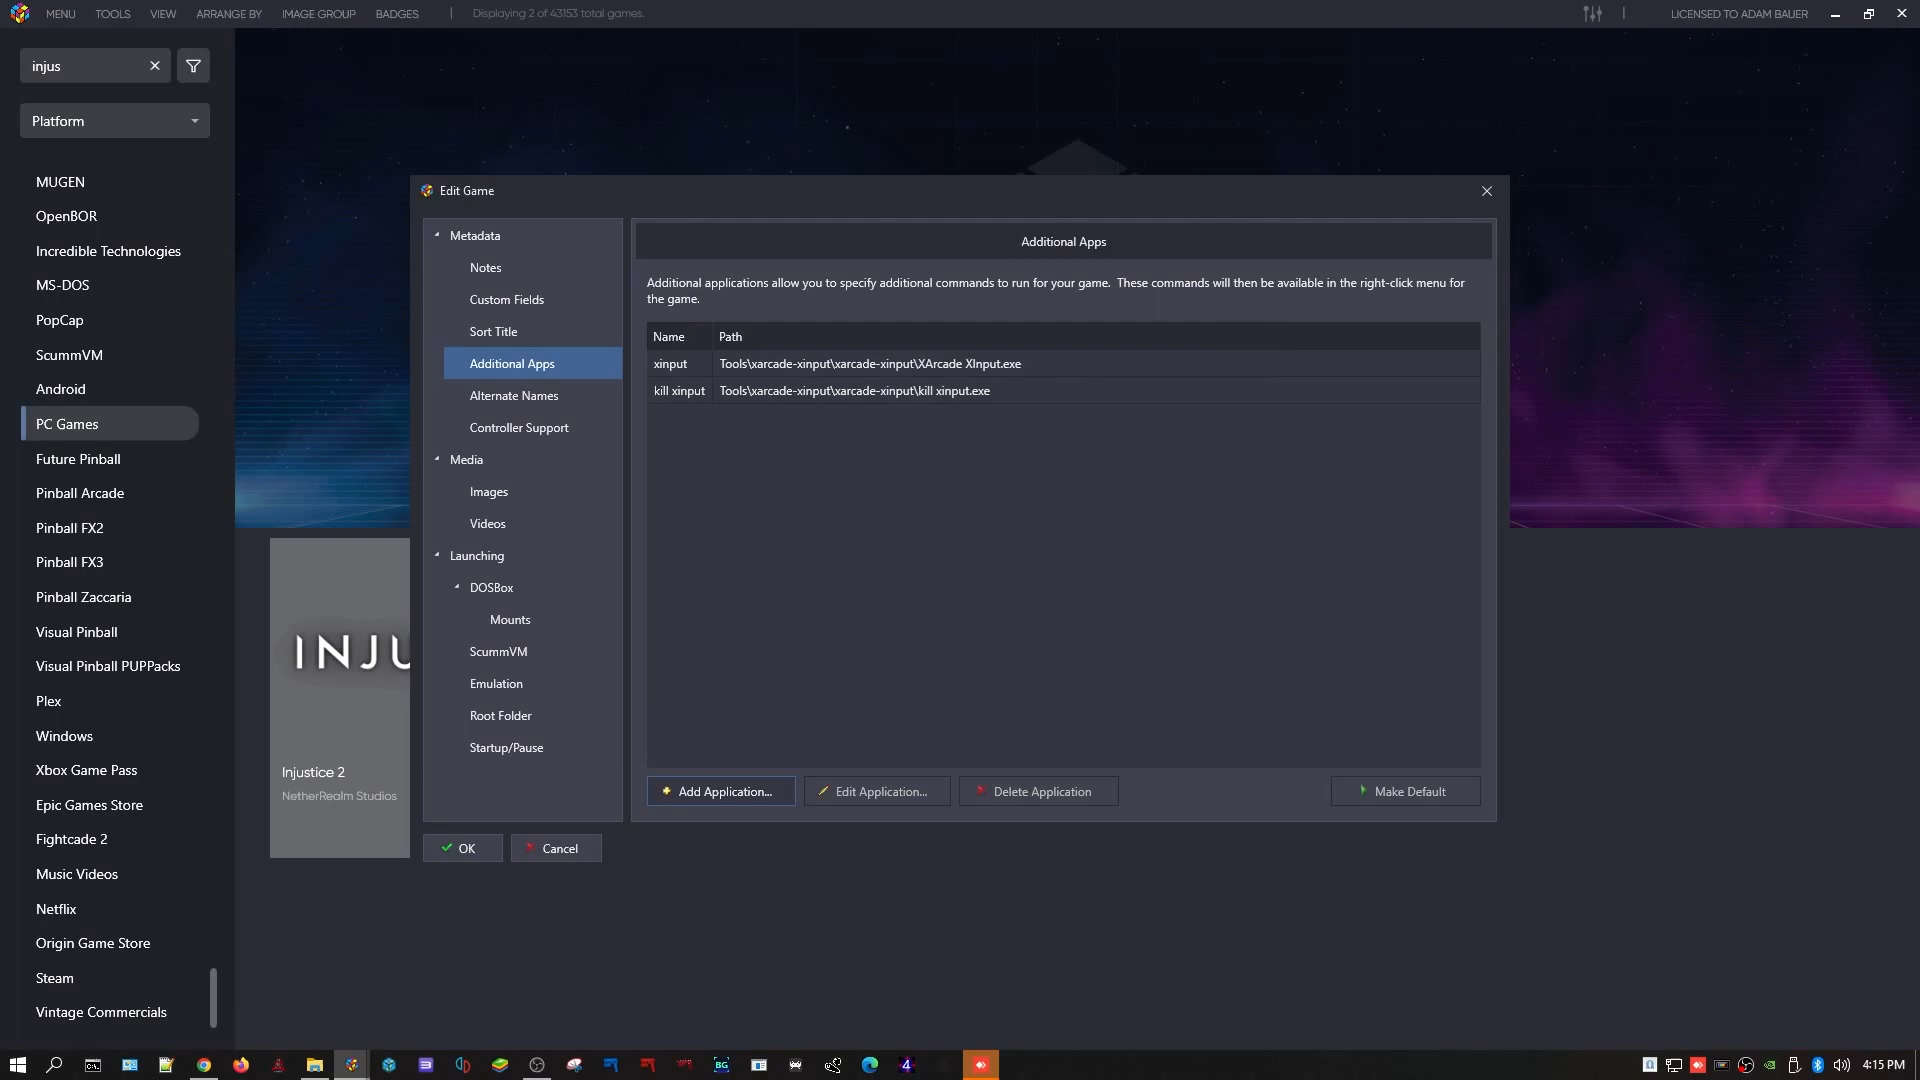 MENU TOOLS VIEW ARRANGE BY IMAGE GROUP BADGES | Displaying 2 of 43153 total games. | LICENSED TO ADAM BAUER
injus
Platform
MUGEN
OpenBOR
Incredible Technologies
MS-DOS
PopCap
ScummVM
Android
PC Games
Future Pinball
Pinball Arcade
Pinball FX2
Pinball FX3
Pinball Zaccaria
Visual Pinball
Visual Pinball PUPPacks
Plex
Windows
Xbox Game Pass
Epic Games Store
Fightcade 2
Music Videos
Netflix
Origin Game Store
Steam
Vintage Commercials
INJU
Injustice 2
NetherRealm Studios
Edit Game
Metadata
Notes
Custom Fields
Sort Title
Additional Apps
Alternate Names
Controller Support
Media
Images
Videos
Launching
DOSBox
Mounts
ScummVM
Emulation
Root Folder
Startup/Pause
Additional Apps
Additional applications allow you to specify additional commands to run for your game. These commands will then be available in the right-click menu for
the game.
Name Path
xinput Tools\xarcade-xinput\xarcade-xinput\XArcade XInput.exe
kill xinput Tools\xarcade-xinput\xarcade-xinput\kill xinput.exe
Add Application... Edit Application... Delete Application Make Default
OK Cancel
BG
4
4:15 PM